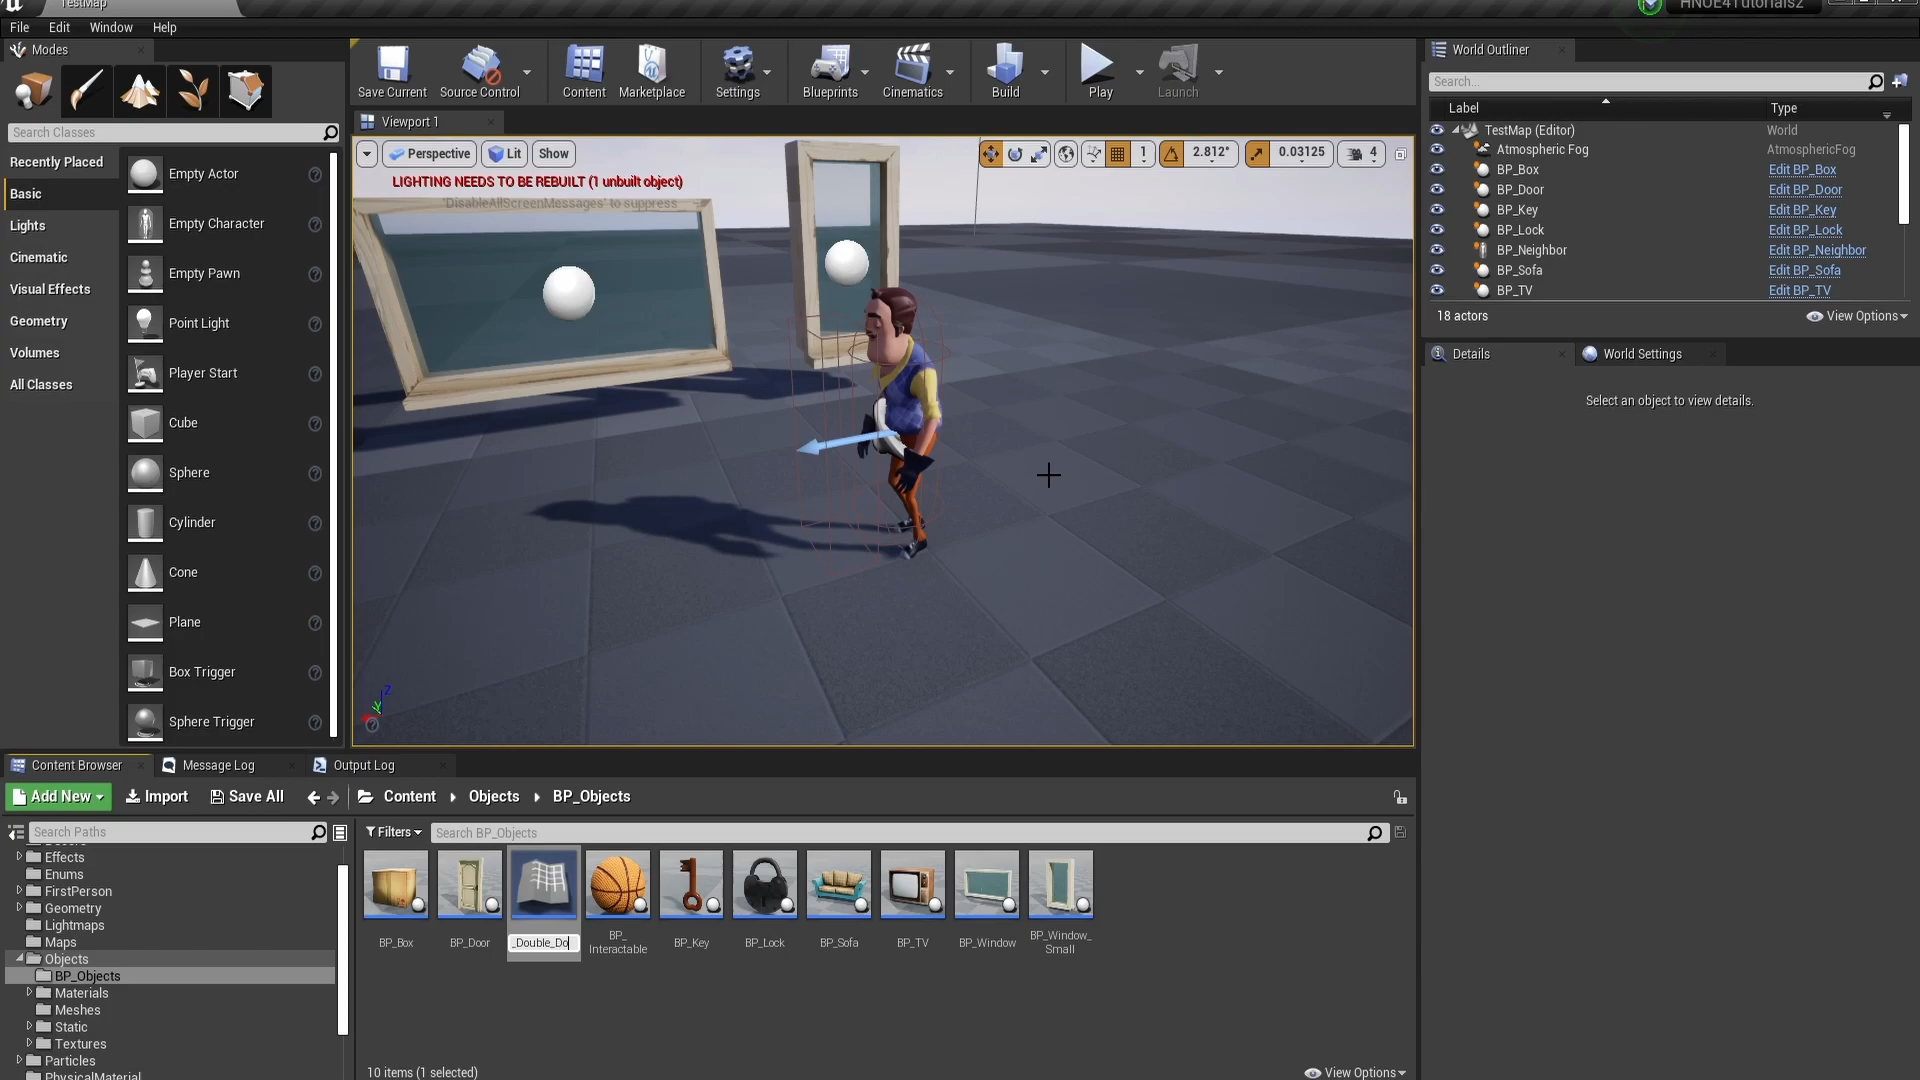 TestMap
HNUE4Tutorials2
File Edit Window Help
Modes
Search Classes
Recently Placed
Basic
Lights
Cinematic
Visual Effects
Geometry
Volumes
All Classes
Empty Actor
Empty Character
Empty Pawn
Point Light
Player Start
Cube
Sphere
Cylinder
Cone
Plane
Box Trigger
Sphere Trigger
Save Current Source Control Content Marketplace Settings Blueprints Cinematics Build Play Launch
Viewport 1
Perspective Lit Show 1 2.812° 0.03125 4
LIGHTING NEEDS TO BE REBUILT (1 unbuilt object)
'DisableAllScreenMessages' to suppress
Z
World Outliner
Search...
Label Type
TestMap (Editor) World
Atmospheric Fog AtmosphericFog
BP_Box Edit BP_Box
BP_Door Edit BP_Door
BP_Key Edit BP_Key
BP_Lock Edit BP_Lock
BP_Neighbor Edit BP_Neighbor
BP_Sofa Edit BP_Sofa
BP_TV Edit BP_TV
18 actors View Options
Details World Settings
Select an object to view details.
Content Browser Message Log Output Log
Add New Import Save All Content Objects BP_Objects
Search Paths
Effects
Enums
FirstPerson
Geometry
Lightmaps
Maps
Objects
BP_Objects
Materials
Meshes
Static
Textures
Particles
PhysicalMaterial
Filters Search BP_Objects
BP_Box BP_Door _Double_Do BP_
Interactable BP_Key BP_Lock BP_Sofa BP_TV BP_Window BP_Window_
Small
10 items (1 selected) View Options